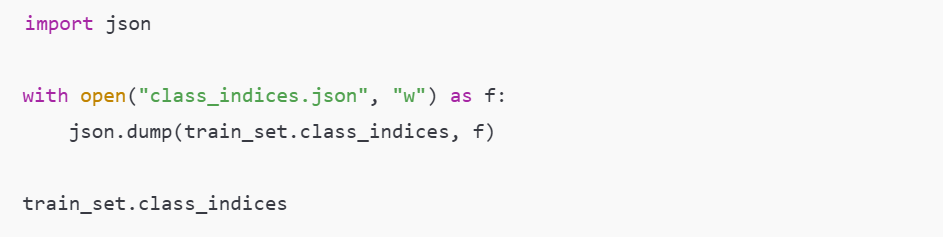 import json
with open("class_indices.json", "w") as f:
    json.dump(train_set.class_indices, f)
train_set.class_indices